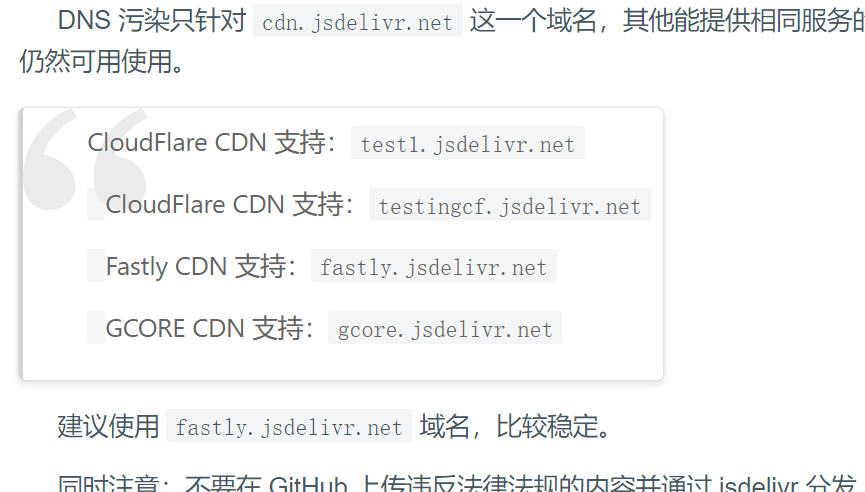 DNS 污染只针对 cdn.jsdelivr.net 这一个域名，其他能提供相同服务的
仍然可用使用。
CloudFlare CDN 支持：test1.jsdelivr.net
CloudFlare CDN 支持：testingcf.jsdelivr.net
Fastly CDN 支持：fastly.jsdelivr.net
GCORE CDN 支持：gcore.jsdelivr.net
建议使用 fastly.jsdelivr.net 域名，比较稳定。
同时注意：不要在 GitHub 上传违反法律法规的内容并通过 jsdelivr 分发